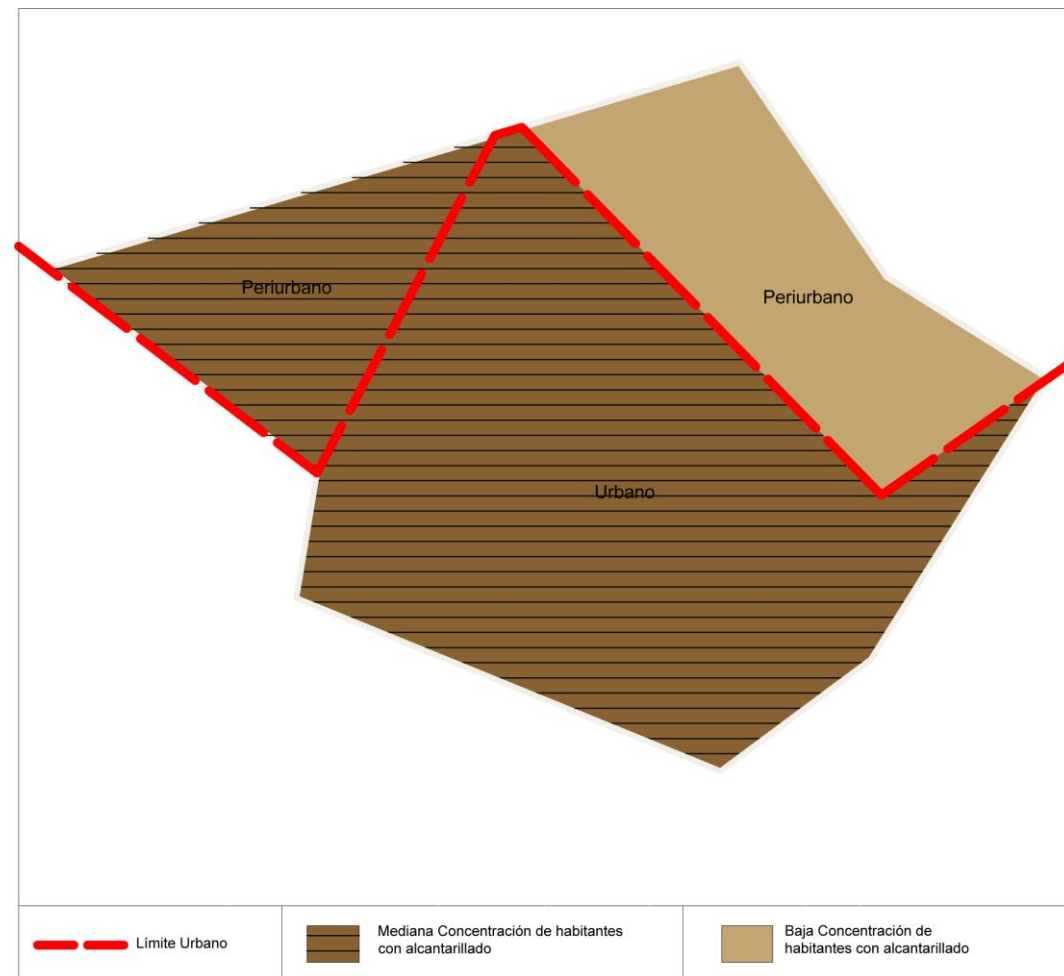 Periurbano
Periurbano
Urbano
Límite Urbano
Mediana Concentración de habitantes
con alcantarillado
Baja Concentración de
habitantes con alcantarillado